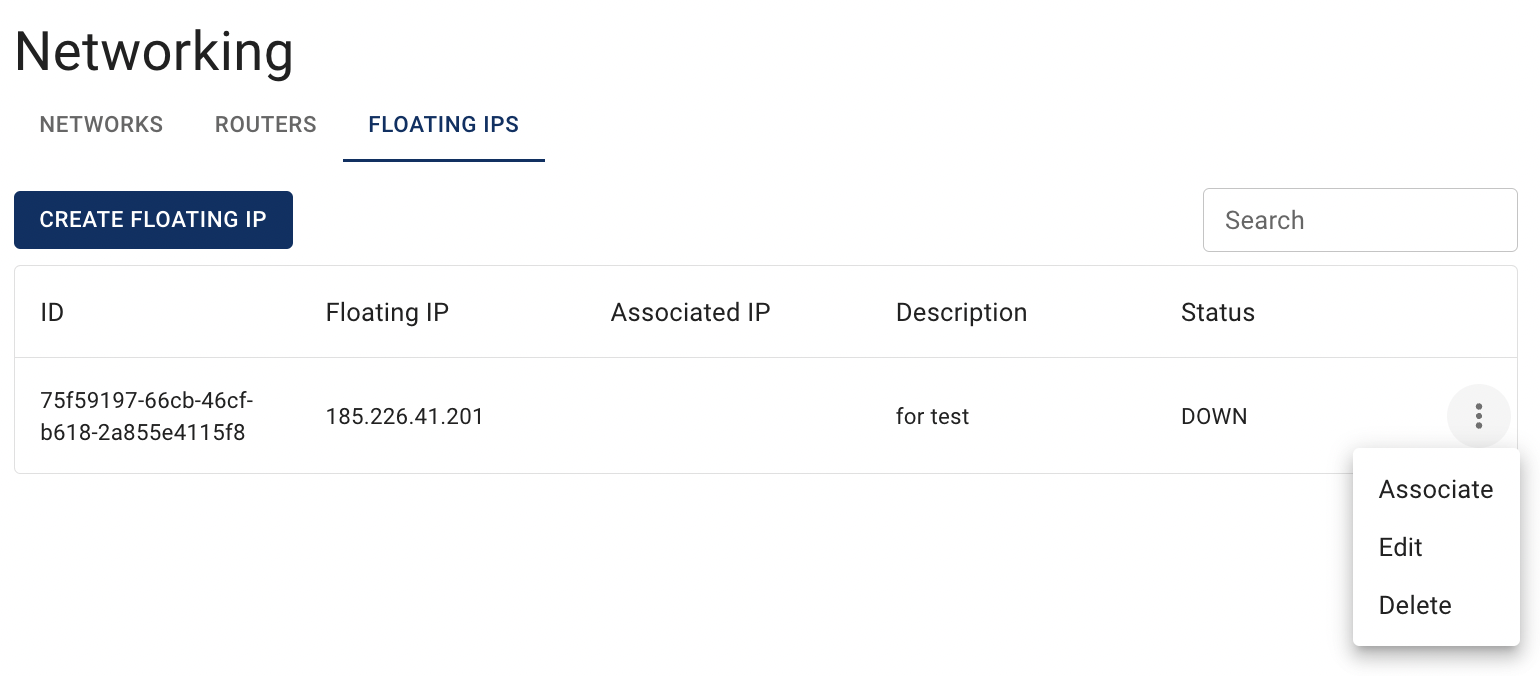 Networking
NETWORKS ROUTERS FLOATING IPS
CREATE FLOATING IP Search
ID Floating IP Associated IP Description Status
75f59197-66cb-46cf-
b618-2a855e4115f8 185.226.41.201 for test DOWN
Associate
Edit
Delete